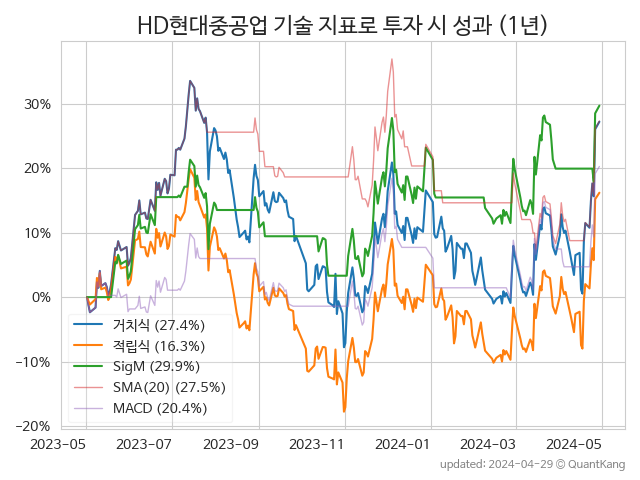 HD현대중공업 기술 지표로 투자 시 성과 (1년)
30%
20%
10%
0%
−10%
−20%
거치식 (27.4%)
적립식 (16.3%)
SigM (29.9%)
SMA(20) (27.5%)
MACD (20.4%)
2023-05 2023-07 2023-09 2023-11 2024-01 2024-03 2024-05
updated: 2024-04-29 © QuantKang